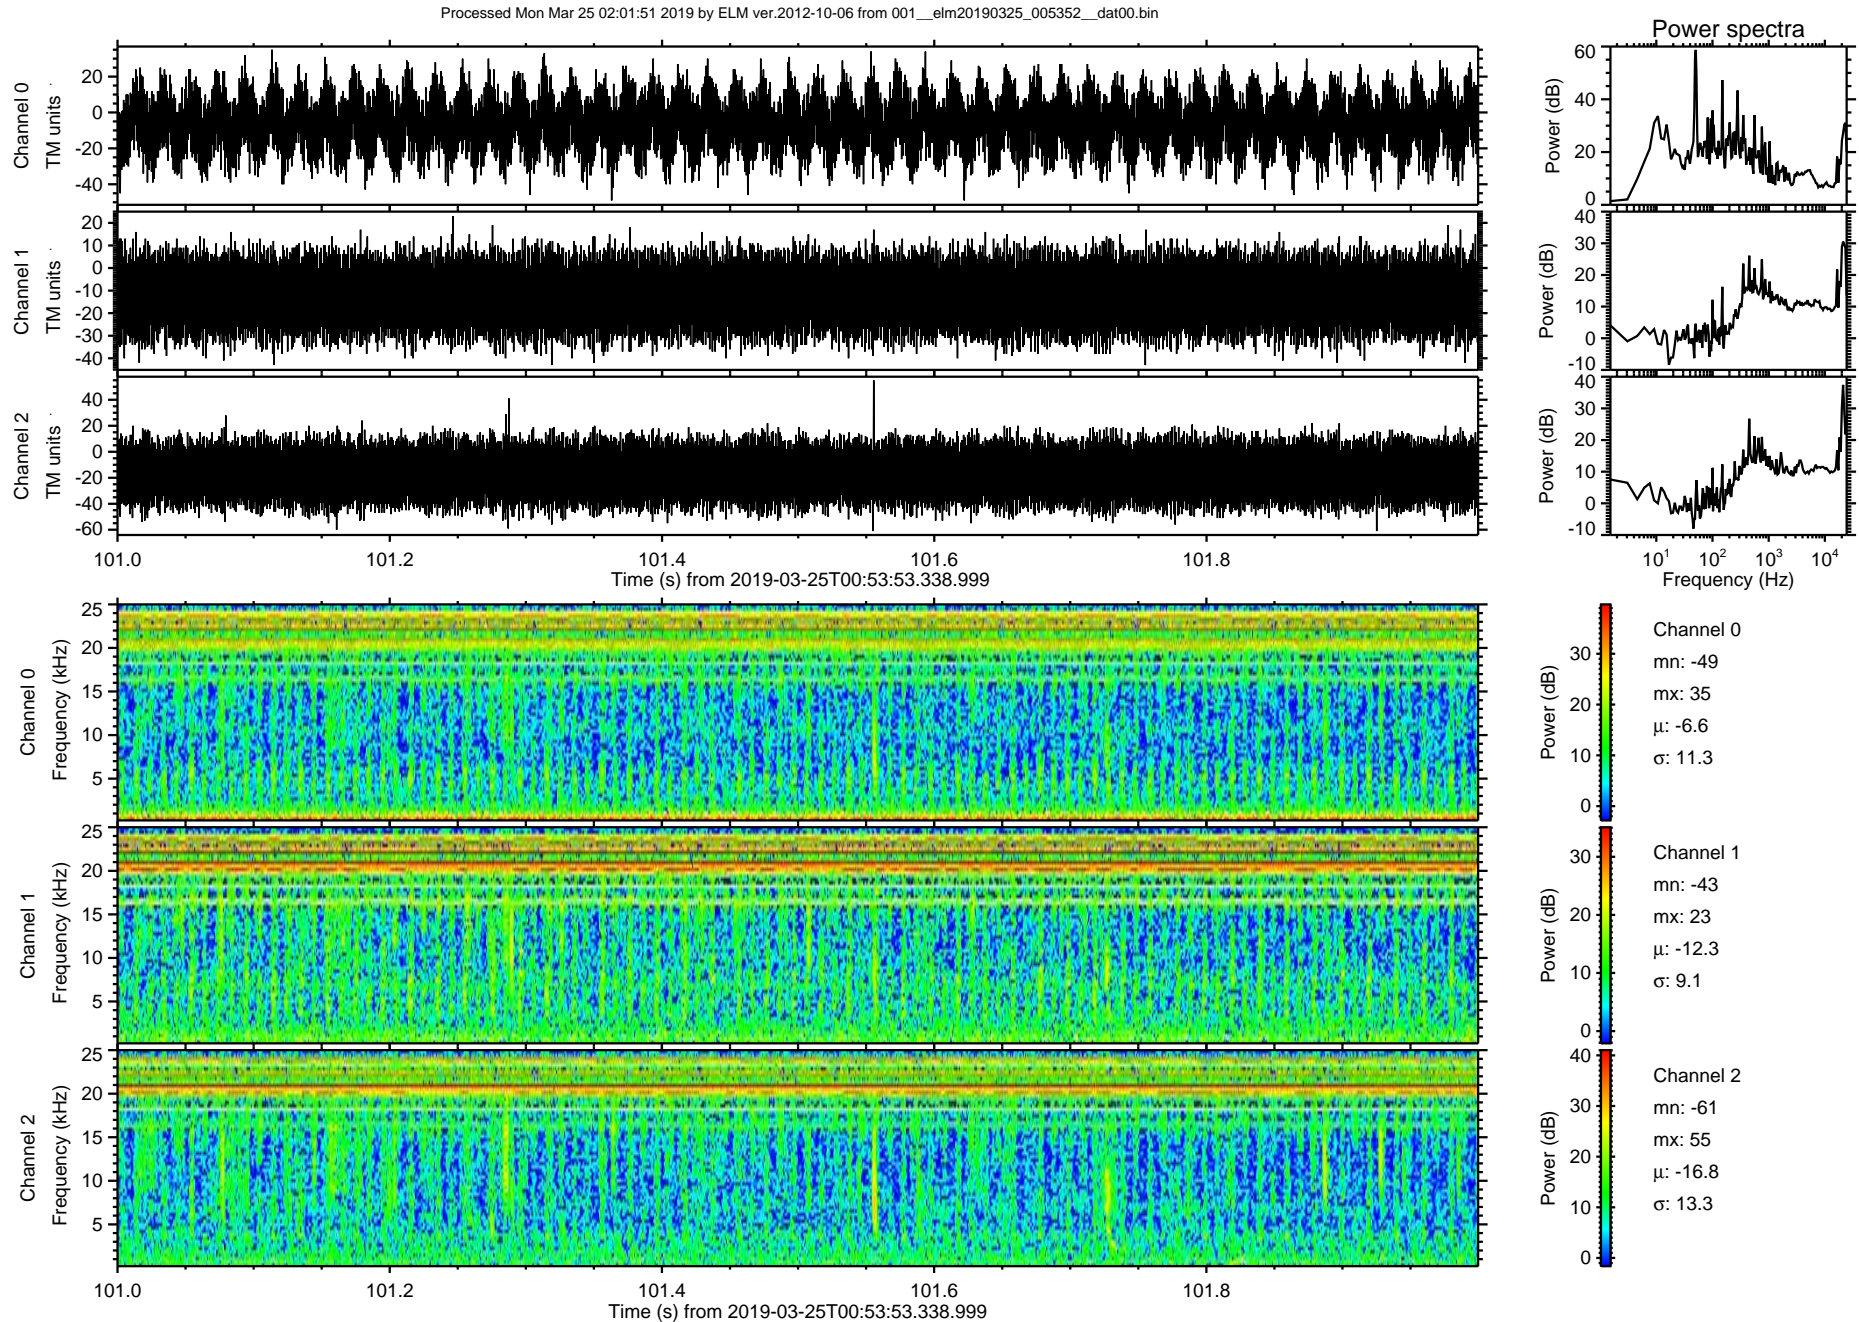 Processed Mon Mar 25 02:01:51 2019 by ELM ver.2012-10-06 from 001__elm20190325_005352__dat00.bin
Power spectra
Channel 0
TM units
20
0
-20
-40
Power (dB)
60
40
20
0
Channel 1
TM units
20
10
0
-10
-20
-30
-40
Power (dB)
40
30
20
10
0
-10
Channel 2
TM units
40
20
0
-20
-40
-60
Power (dB)
40
30
20
10
0
-10
101.0 101.2 101.4 101.6 101.8
Time (s) from 2019-03-25T00:53:53.338.999
10¹ 10² 10³ 10⁴
Frequency (Hz)
Channel 0
Frequency (kHz)
25
20
15
10
5
Power (dB)
30
20
10
0
Channel 0
mn: -49
mx: 35
μ: -6.6
σ: 11.3
Channel 1
Frequency (kHz)
25
20
15
10
5
Power (dB)
30
20
10
0
Channel 1
mn: -43
mx: 23
μ: -12.3
σ: 9.1
Channel 2
Frequency (kHz)
25
20
15
10
5
Power (dB)
40
30
20
10
0
Channel 2
mn: -61
mx: 55
μ: -16.8
σ: 13.3
101.0 101.2 101.4 101.6 101.8
Time (s) from 2019-03-25T00:53:53.338.999